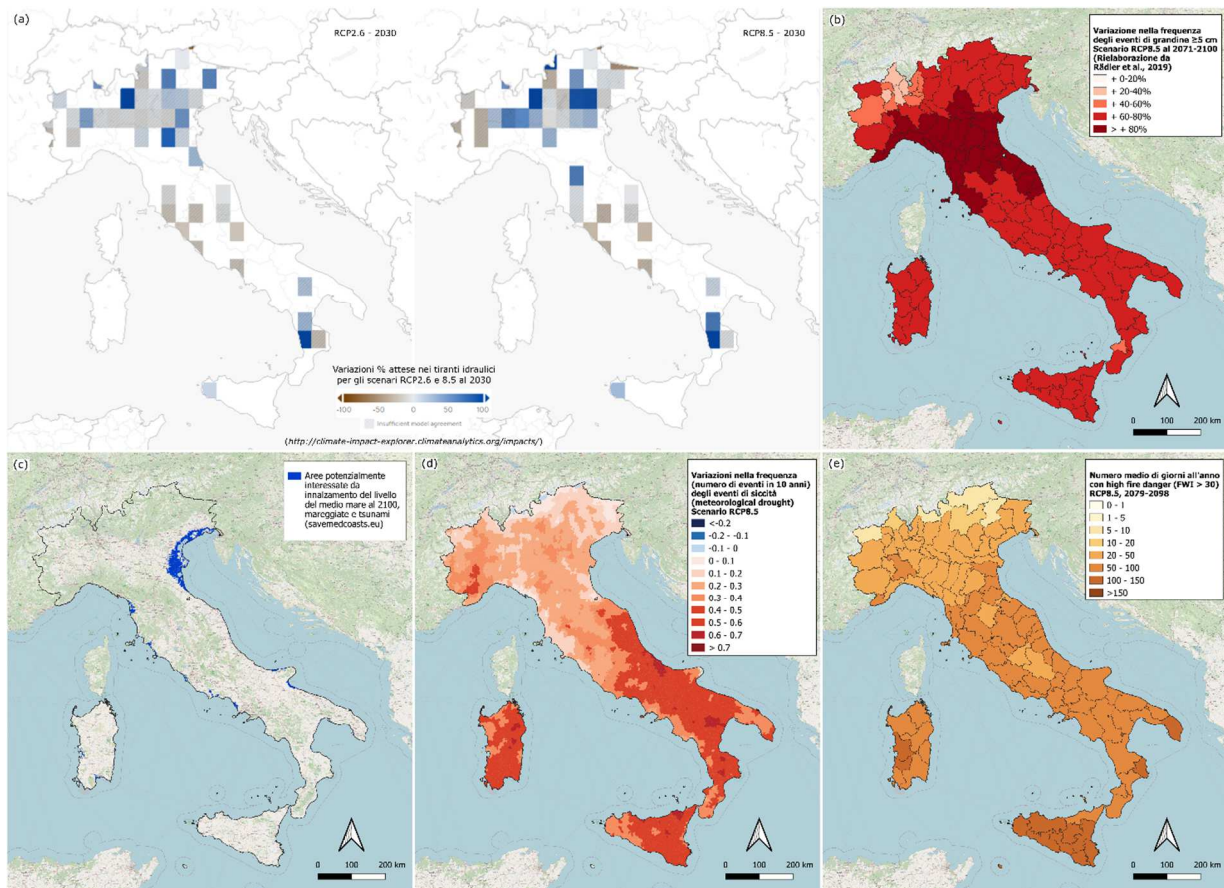 (a)
RCP2.6 - 2030
RCP8.5 - 2030
Variazioni % attese nei tiranti idraulici
per gli scenari RCP2.6 e 8.5 al 2030
-100
-50
0
50
100
Insufficient model agreement
(http://climate-impact-explorer.climateanalytics.org/impacts/)
(b)
Variazione nella frequenza
degli eventi di grandine ≥5 cm
Scenario RCP8.5 al 2071-2100
(Rielaborazione da
Rädler et al., 2019)
+ 0-20%
+ 20-40%
+ 40-60%
+ 60-80%
> + 80%
0 100 200 km
(c)
Aree potenzialmente
interessate da
innalzamento del livello
del medio mare al 2100,
mareggiate e tsunami
(savemedcoasts.eu)
0 100 200 km
(d)
Variazioni nella frequenza
(numero di eventi in 10 anni)
degli eventi di siccità
(meteorological drought)
Scenario RCP8.5
<-0.2
-0.2 - -0.1
-0.1 - 0
0 - 0.1
0.1 - 0.2
0.2 - 0.3
0.3 - 0.4
0.4 - 0.5
0.5 - 0.6
0.6 - 0.7
> 0.7
0 100 200 km
(e)
Numero medio di giorni all'anno
con high fire danger (FWI > 30)
RCP8.5, 2079-2098
0 - 1
1 - 5
5 - 10
10 - 20
20 - 50
50 - 100
100 - 150
>150
0 100 200 km